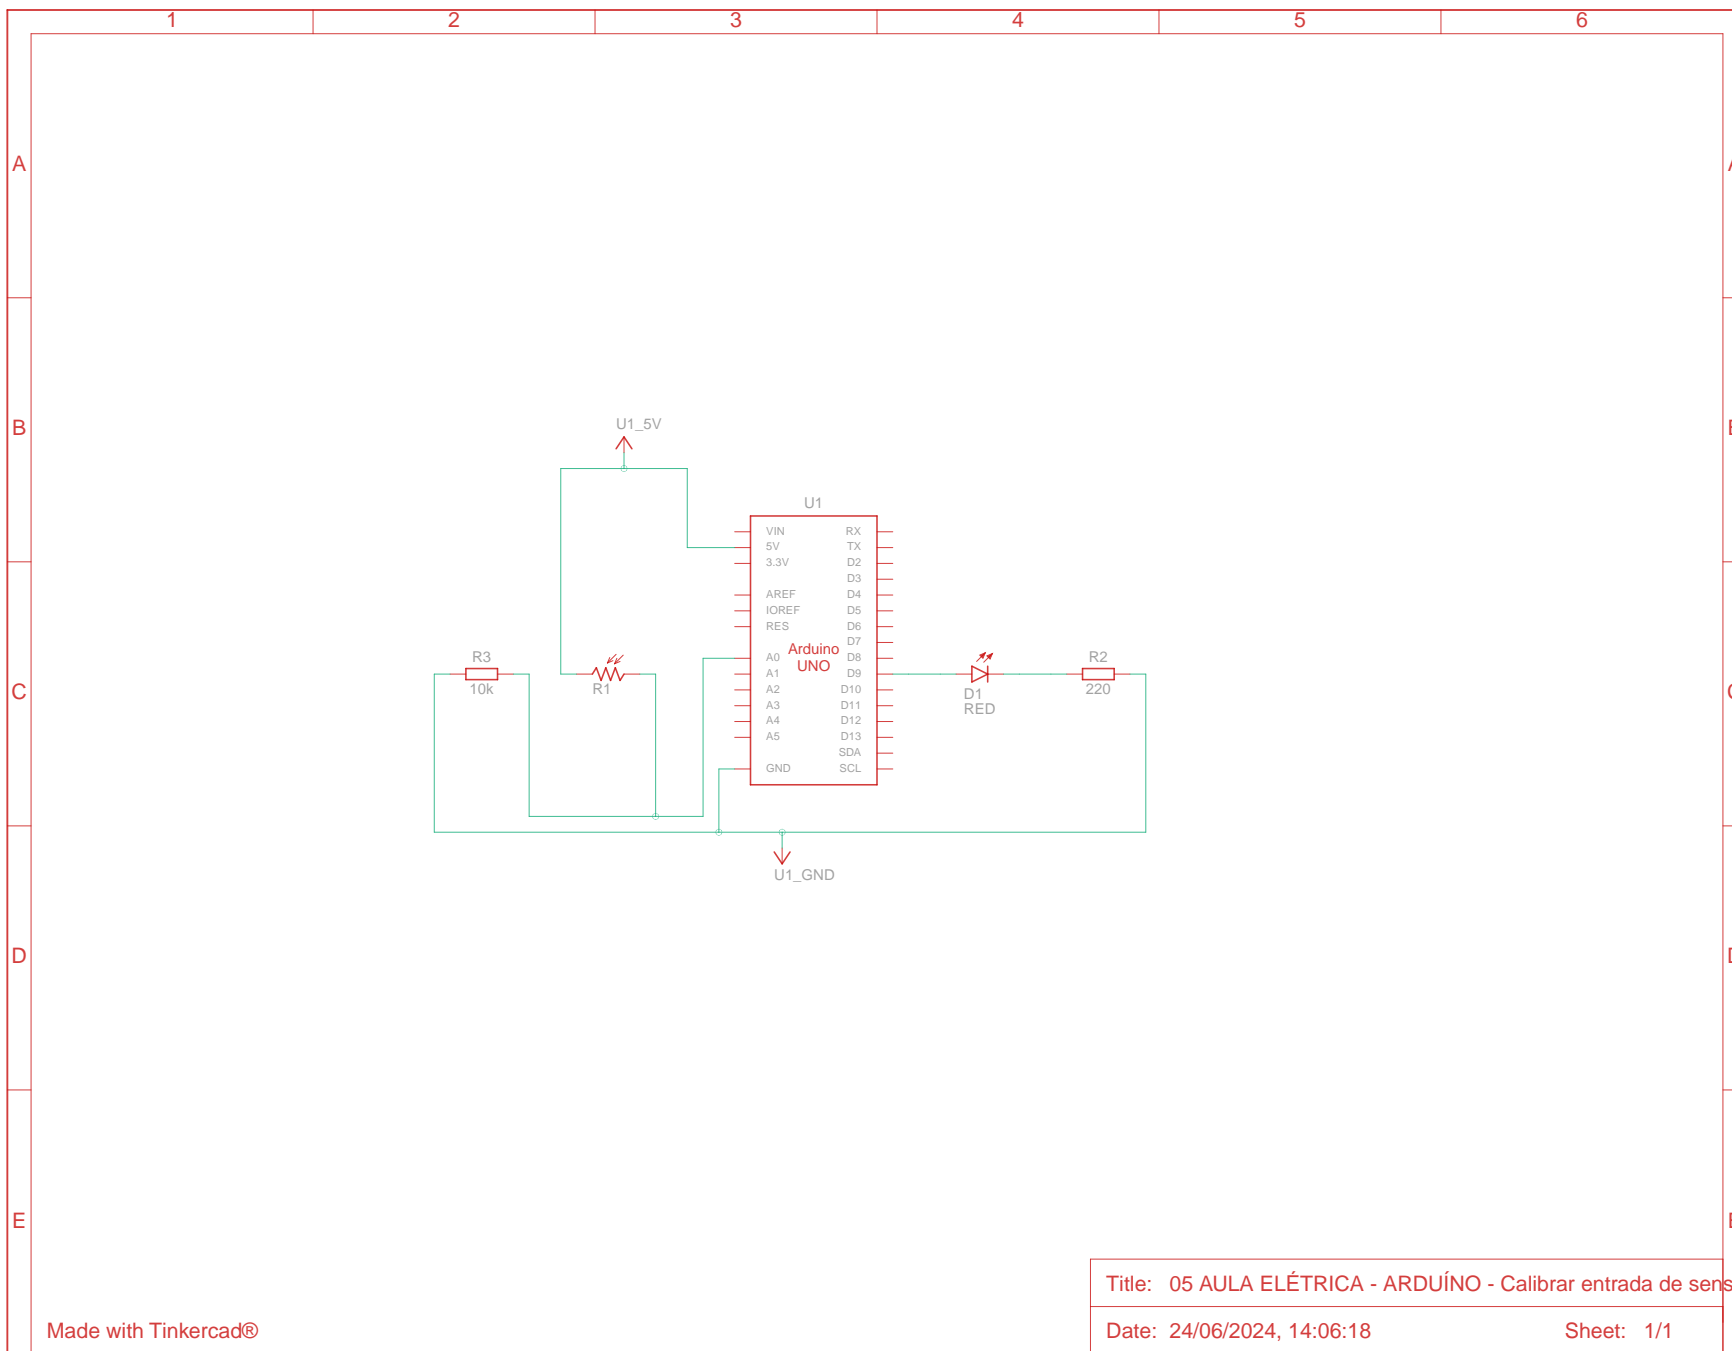 1 2 3 4 5 6
A
B
C
D
E
U1_5V
U1
VIN RX
5V TX
3.3V D2
D3
AREF D4
IOREF D5
RES D6
D7
A0 D8
A1 D9
A2 D10
A3 D11
A4 D12
A5 D13
SDA
GND SCL
Arduino
UNO
R3
10k
R1
D1
RED
R2
220
U1_GND
Title: 05 AULA ELÉTRICA - ARDUÍNO - Calibrar entrada de sens
Date: 24/06/2024, 14:06:18 Sheet: 1/1
Made with Tinkercad®